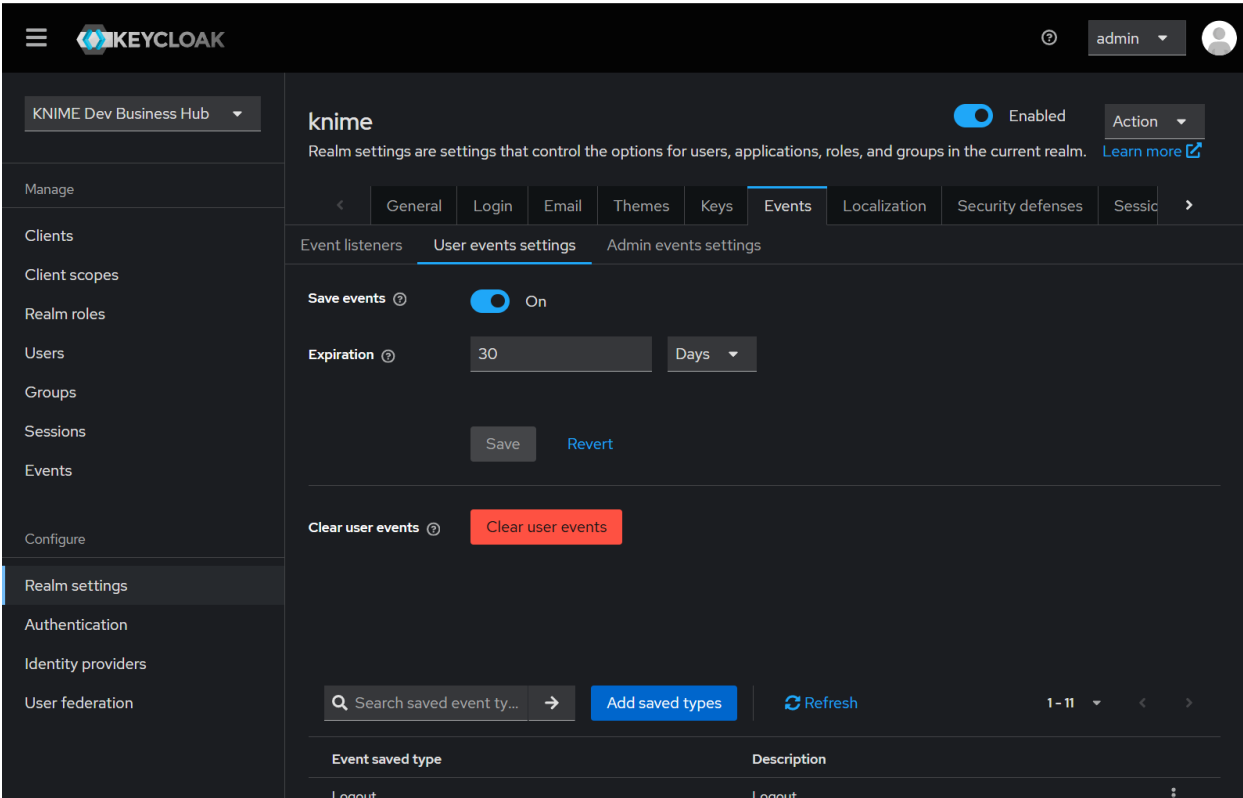 KEYCLOAK
admin
KNIME Dev Business Hub
Manage
Clients
Client scopes
Realm roles
Users
Groups
Sessions
Events
Configure
Realm settings
Authentication
Identity providers
User federation
knime
Enabled
Action
Realm settings are settings that control the options for users, applications, roles, and groups in the current realm. Learn more
General Login Email Themes Keys Events Localization Security defenses Sessic
Event listeners User events settings Admin events settings
Save events On
Expiration 30 Days
Save Revert
Clear user events Clear user events
Search saved event ty... Add saved types Refresh 1 - 11
Event saved type Description
Logout Logout